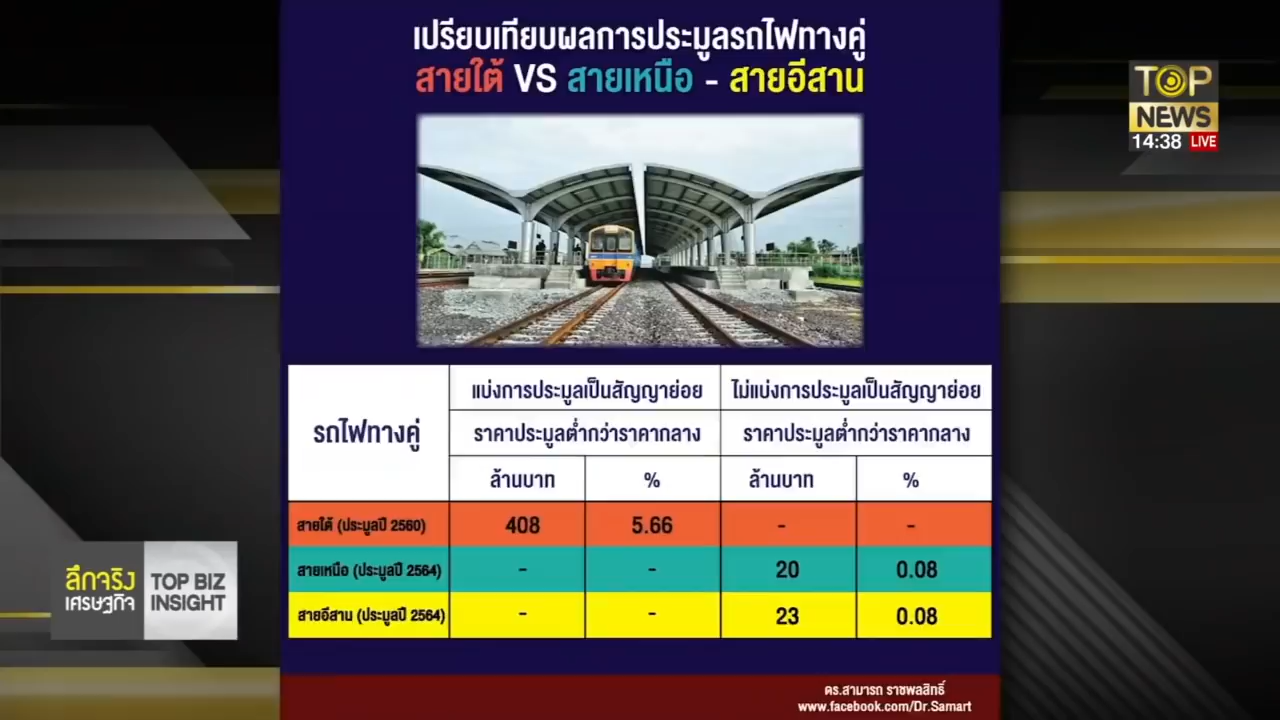 เปรียบเทียบผลการประมูลรถไฟทางคู่
สายใต้ VS สายเหนือ - สายอีสาน
TOP
NEWS
14:38 LIVE
รถไฟทางคู่
แบ่งการประมูลเป็นสัญญาย่อย
ไม่แบ่งการประมูลเป็นสัญญาย่อย
ราคาประมูลต่ำกว่าราคากลาง
ราคาประมูลต่ำกว่าราคากลาง
ล้านบาท % ล้านบาท %
สายใต้ (ประมูลปี 2560) 408 5.66 - -
สายเหนือ (ประมูลปี 2564) - - 20 0.08
สายอีสาน (ประมูลปี 2564) - - 23 0.08
ลึกจริง
เศรษฐกิจ
TOP BIZ
INSIGHT
ดร.สามารถ ราชพลสิทธิ์
www.facebook.com/Dr.Samart